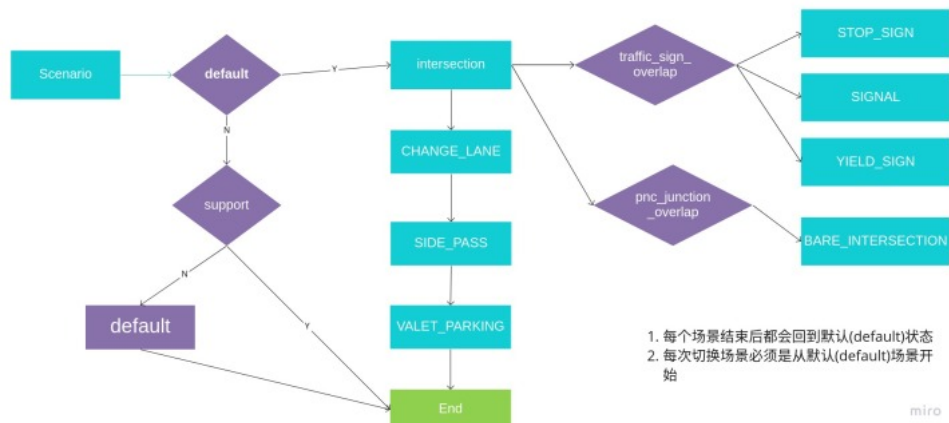 Scenario
default
Y
intersection
traffic_sign_
overlap
STOP_SIGN
SIGNAL
YIELD_SIGN
N
CHANGE_LANE
support
pnc_junction
_overlap
SIDE_PASS
BARE_INTERSECTION
N
default
Y
VALET_PARKING
End
1. 每个场景结束后都会回到默认(default)状态
2. 每次切换场景必须是从默认(default)场景开
始
miro